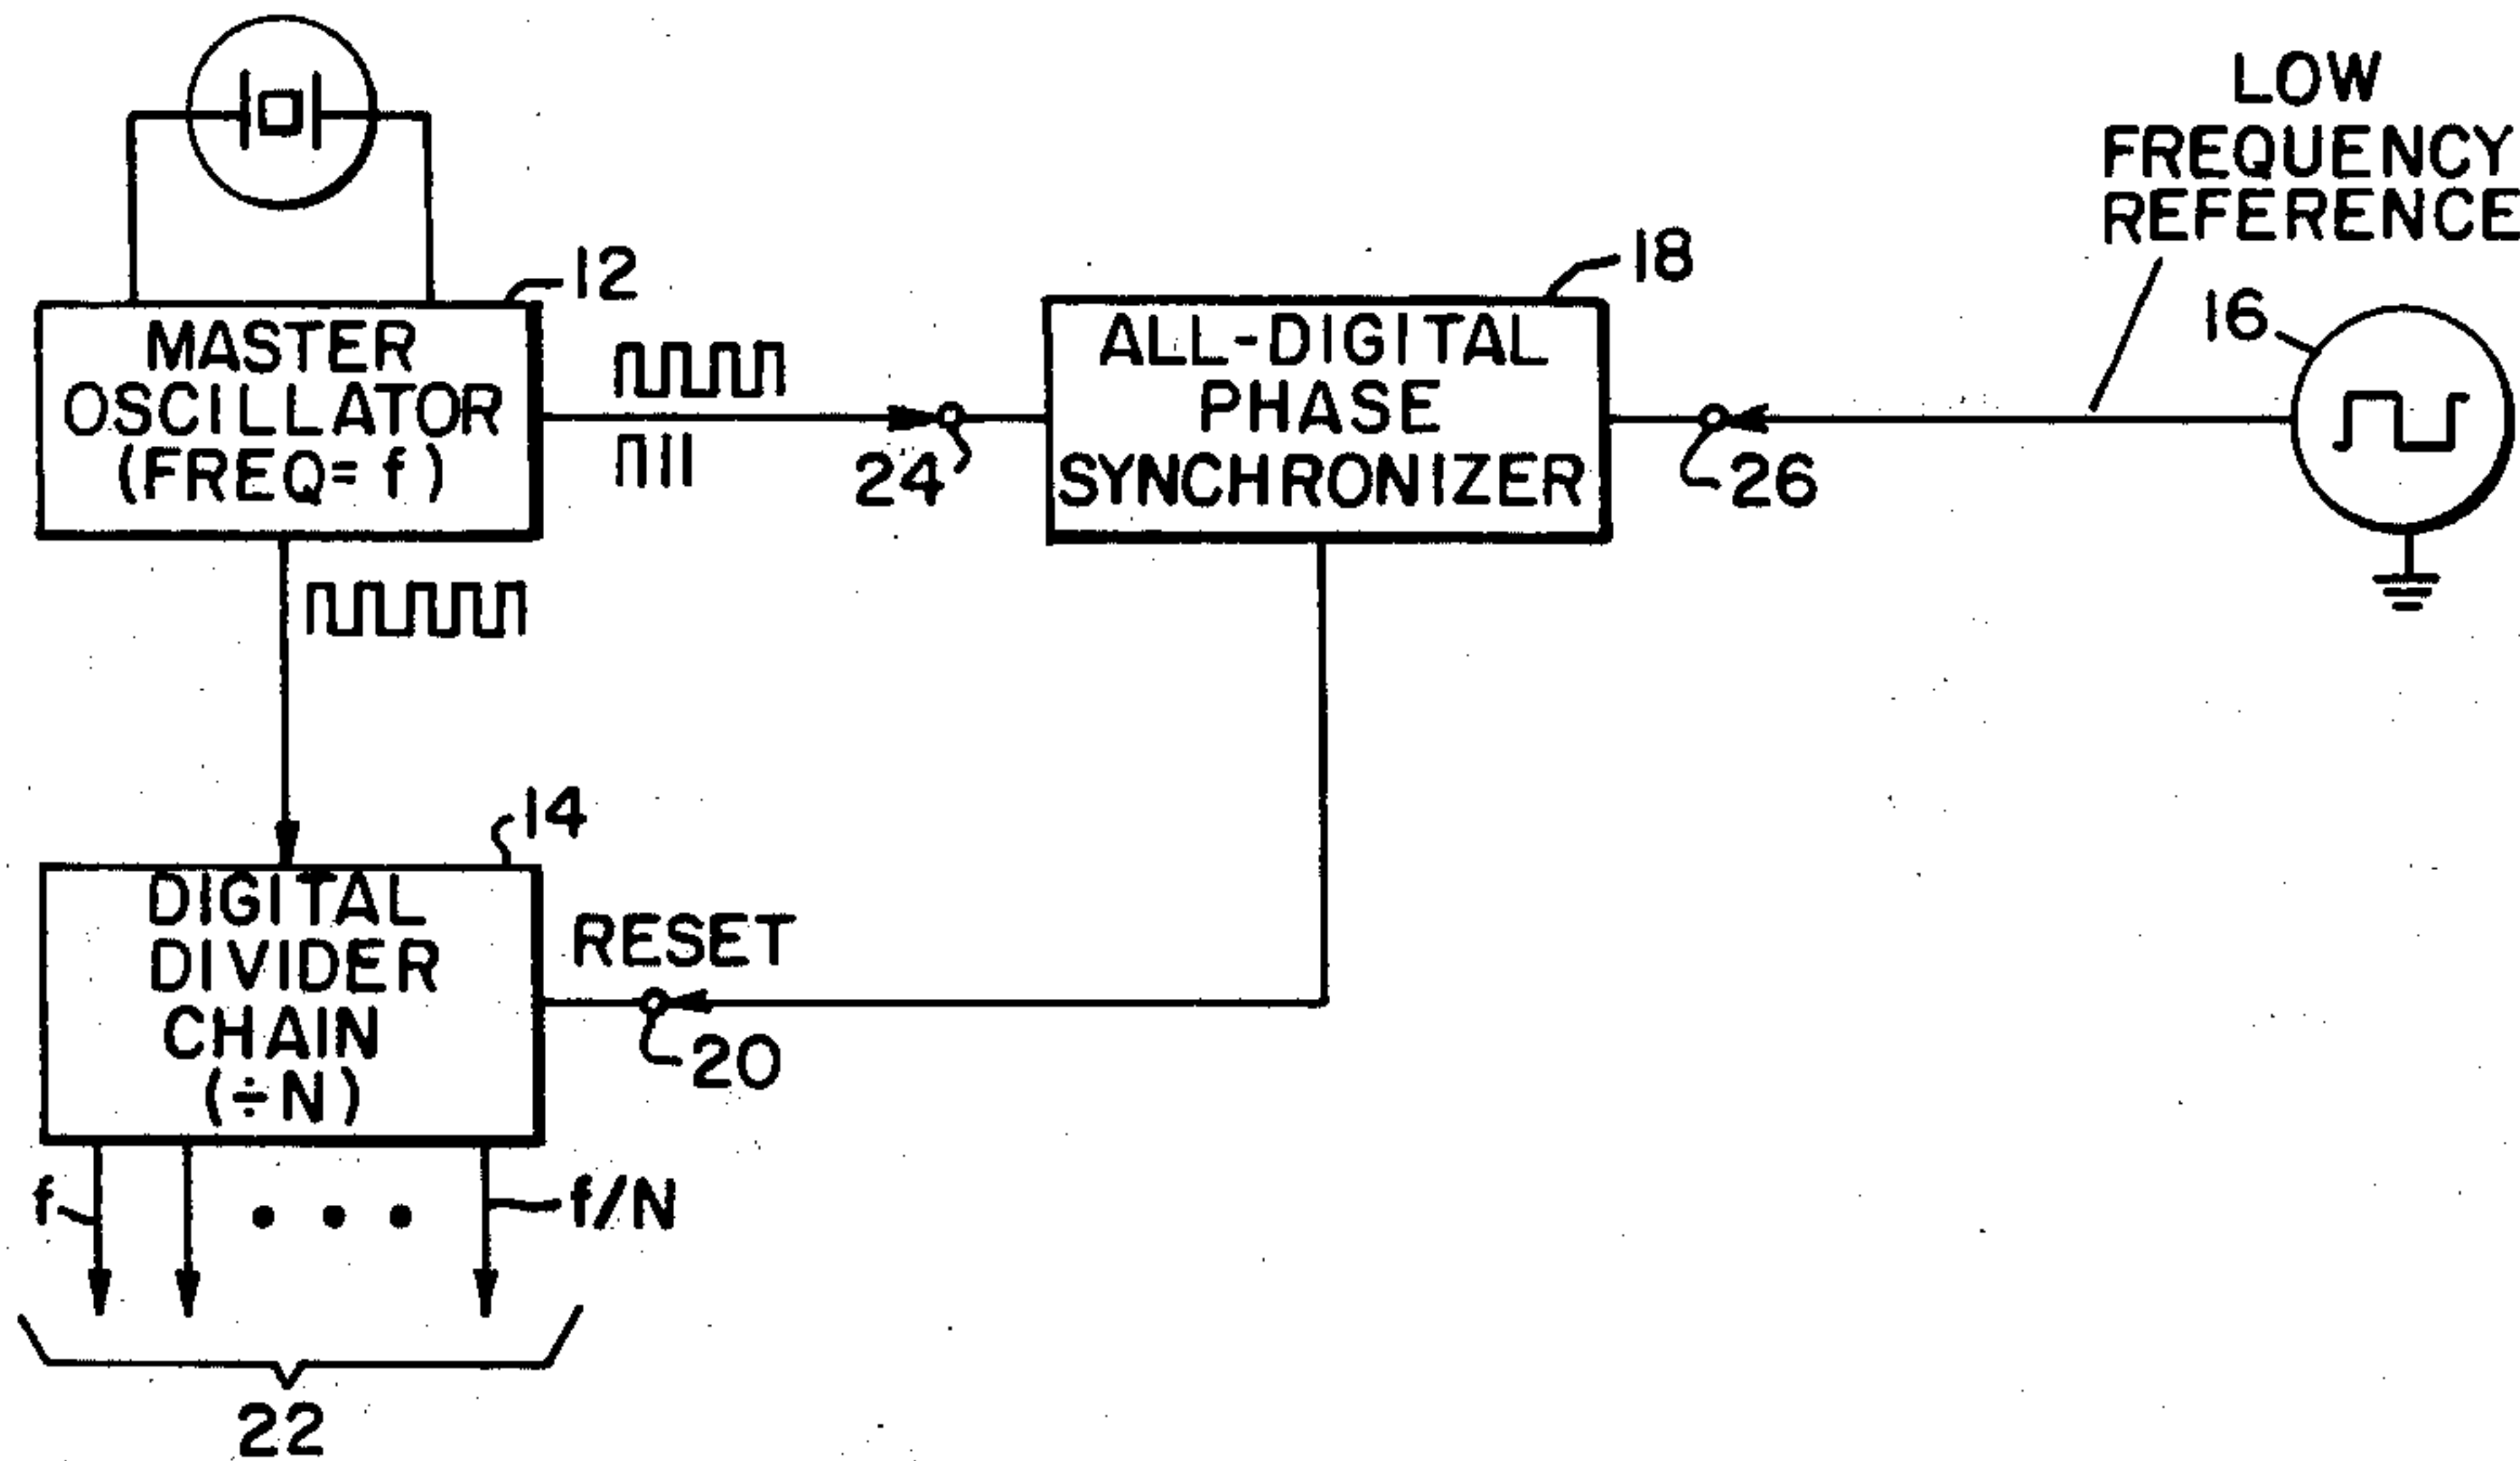 LOW
FREQUENCY
REFERENCE
12
18
16
MASTER
OSCILLATOR
(FREQ= f)
ALL-DIGITAL
PHASE
SYNCHRONIZER
24
26
14
DIGITAL
DIVIDER
CHAIN
(÷N)
RESET
20
f
f/N
22